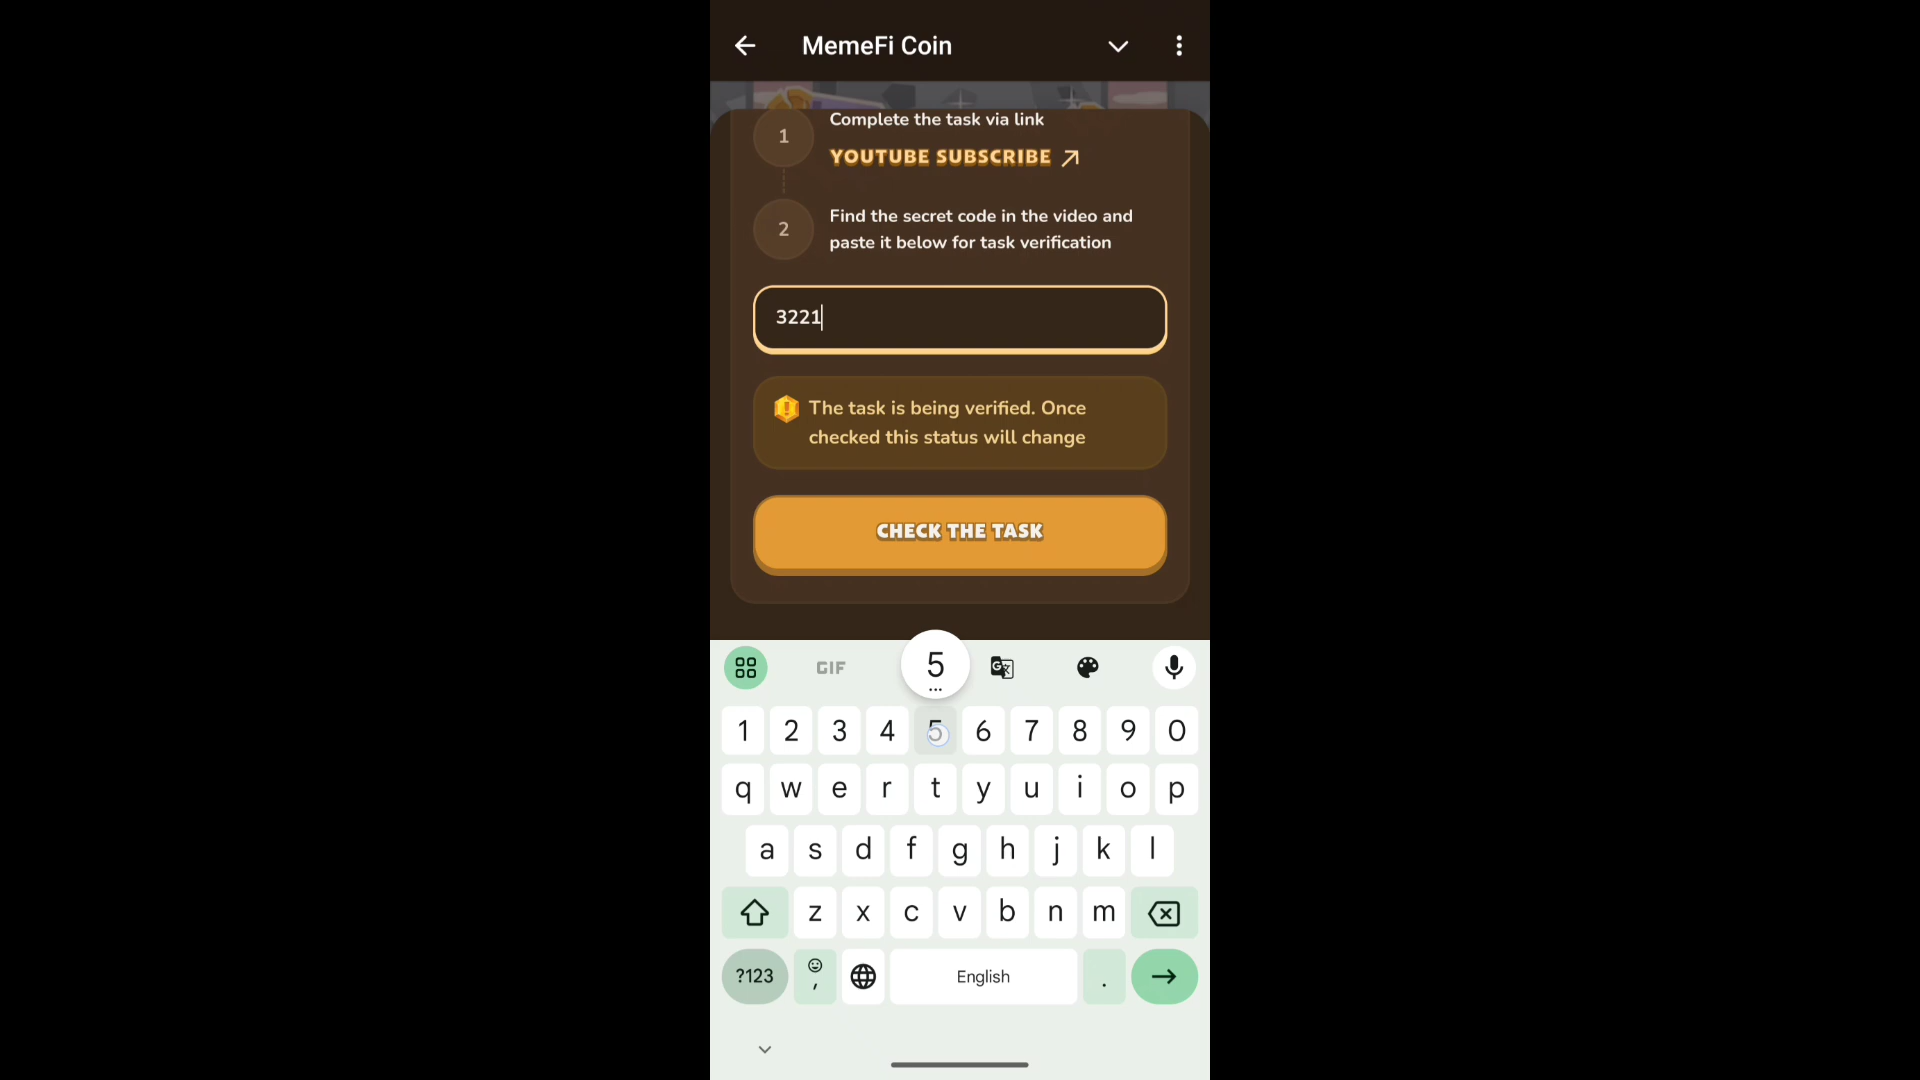 MemeFi Coin
1
Complete the task via link
YOUTUBE SUBSCRIBE
2
Find the secret code in the video and
paste it below for task verification
3221
The task is being verified. Once
checked this status will change
CHECK THE TASK
GIF
5
...
1 2 3 4 5 6 7 8 9 0
q w e r t y u i o p
a s d f g h j k l
z x c v b n m
?123 , English .